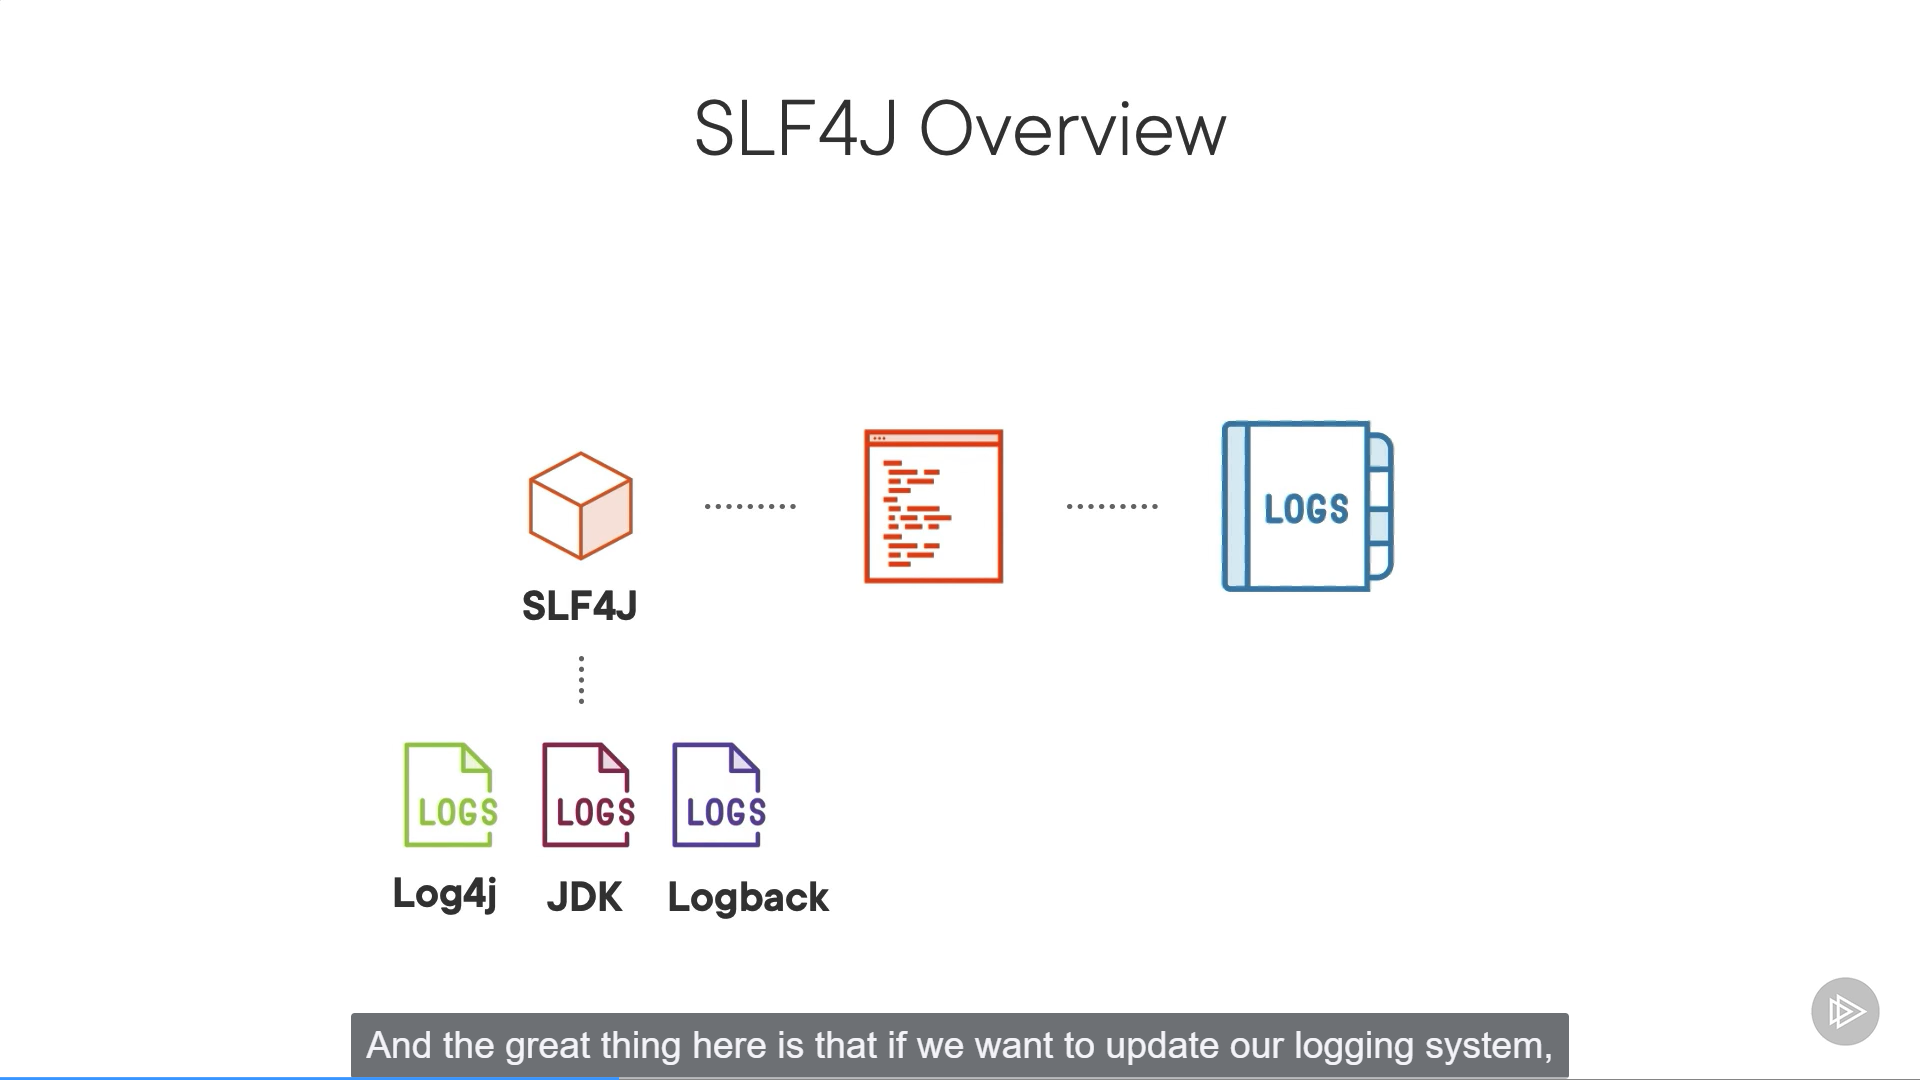 SLF4J Overview
LOGS
SLF4J
LOGS LOGS LOGS
Log4j JDK Logback
And the great thing here is that if we want to update our logging system,